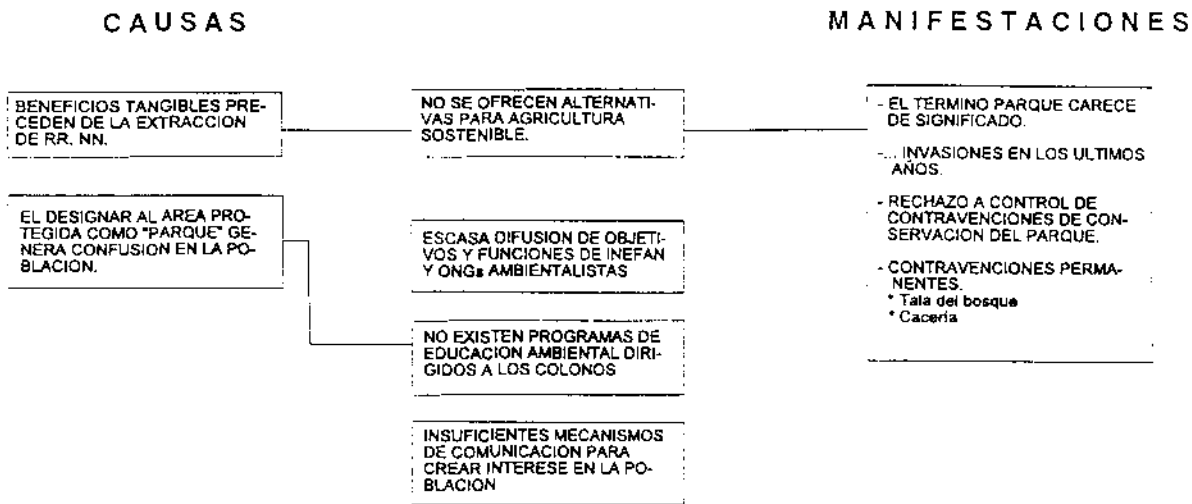 CAUSAS
MANIFESTACIONES
BENEFICIOS TANGIBLES PRE-
CEDEN DE LA EXTRACCION
DE RR. NN.
EL DESIGNAR AL AREA PRO-
TEGIDA COMO "PARQUE" GE-
NERA CONFUSION EN LA PO-
BLACION.
NO SE OFRECEN ALTERNATI-
VAS PARA AGRICULTURA
SOSTENIBLE.
ESCASA DIFUSION DE OBJETI-
VOS Y FUNCIONES DE INEFAN
Y ONGs AMBIENTALISTAS
NO EXISTEN PROGRAMAS DE
EDUCACION AMBIENTAL DIRI-
GIDOS A LOS COLONOS
INSUFICIENTES MECANISMOS
DE COMUNICACION PARA
CREAR INTERESE EN LA PO-
BLACION
- EL TERMINO PARQUE CARECE
DE SIGNIFICADO.
-... INVASIONES EN LOS ULTIMOS
AÑOS.
- RECHAZO A CONTROL DE
CONTRAVENCIONES DE CON-
SERVACION DEL PARQUE.
- CONTRAVENCIONES PERMA-
NENTES.
* Tala del bosque
* Caceria